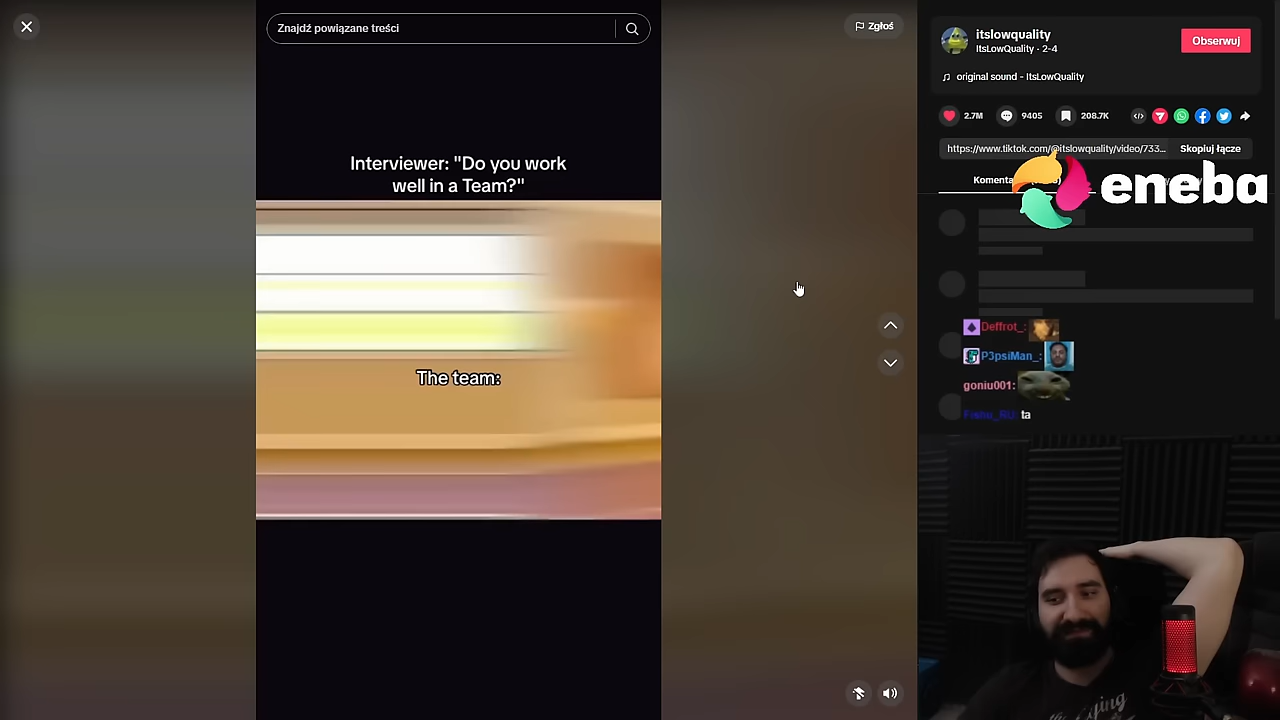 Znajdź powiązane treści
Zgłoś
Interviewer: "Do you work
well in a Team?"
The team:
itslowquality
ItsLowQuality · 2-4
Obserwuj
original sound - ItsLowQuality
2.7M
9405
208.7K
https://www.tiktok.com/@itslowquality/video/733...
Skopiuj łącze
eneba
Deffrot_:
P3psiMan_:
goniu001:
Fishu_RU: ta